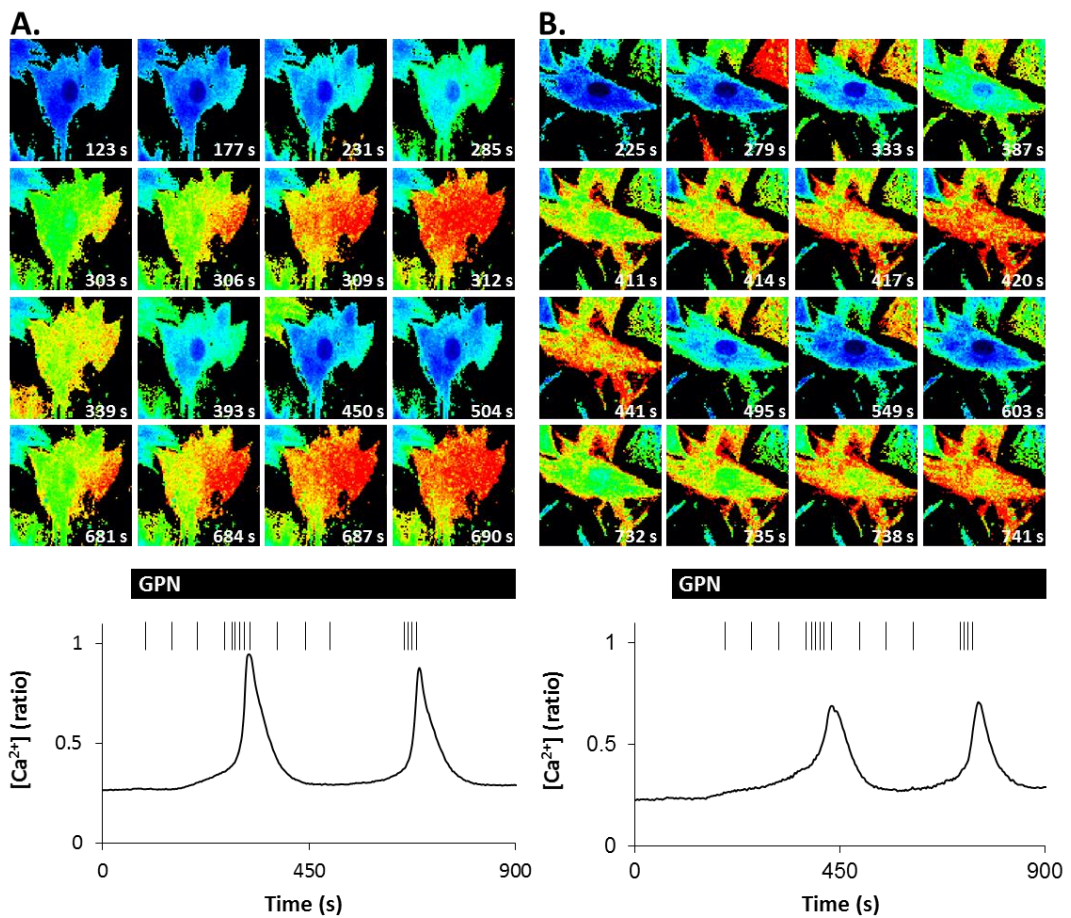 A.
B.
123 s 177 s 231 s 285 s
225 s 279 s 333 s 387 s
303 s 306 s 309 s 312 s
411 s 414 s 417 s 420 s
339 s 393 s 450 s 504 s
441 s 495 s 549 s 603 s
681 s 684 s 687 s 690 s
732 s 735 s 738 s 741 s
GPN
[Ca²⁺] (ratio)
1
0.5
0
0 450 900
Time (s)
GPN
[Ca²⁺] (ratio)
1
0.5
0
0 450 900
Time (s)